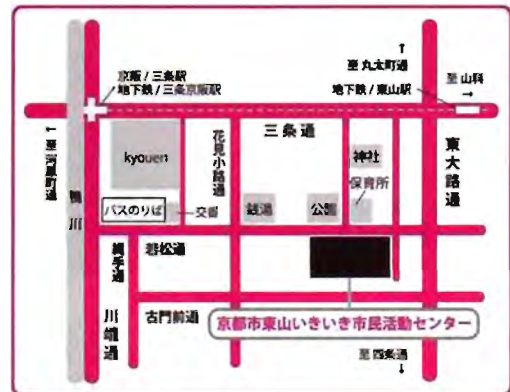 至 丸太町通
京阪 / 三条駅
地下鉄 / 三条京阪駅
地下鉄 / 東山駅
至 山科
至 河原町通
鴨川
kyouen
花見小路通
三条通
神社
保育所
東大路通
バスのりば
交番
銭湯
公園
縄手通
若松通
川端通
古門前通
京都市東山いきいき市民活動センター
至 四条通